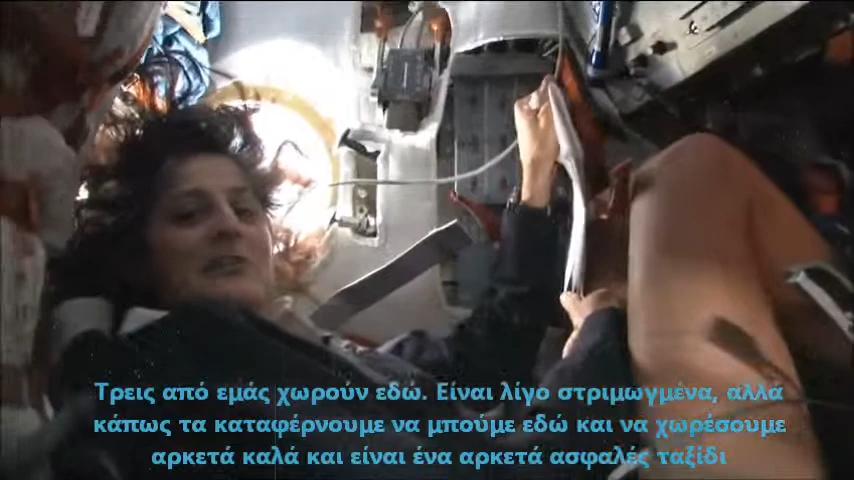 Τρεις από εμάς χωρούν εδώ. Είναι λίγο στριμωγμένα, αλλά
κάπως τα καταφέρνουμε να μπούμε εδώ και να χωρέσουμε
αρκετά καλά και είναι ένα αρκετά ασφαλές ταξίδι